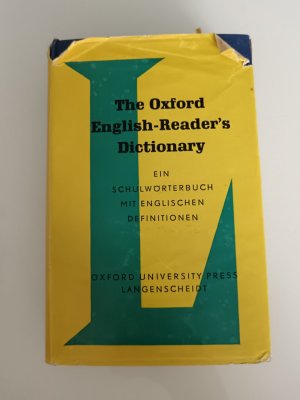 The Oxford
English-Reader's
Dictionary
EIN
SCHULWÖRTERBUCH
MIT ENGLISCHEN
DEFINITIONEN
OXFORD UNIVERSITY PRESS
LANGENSCHEIDT